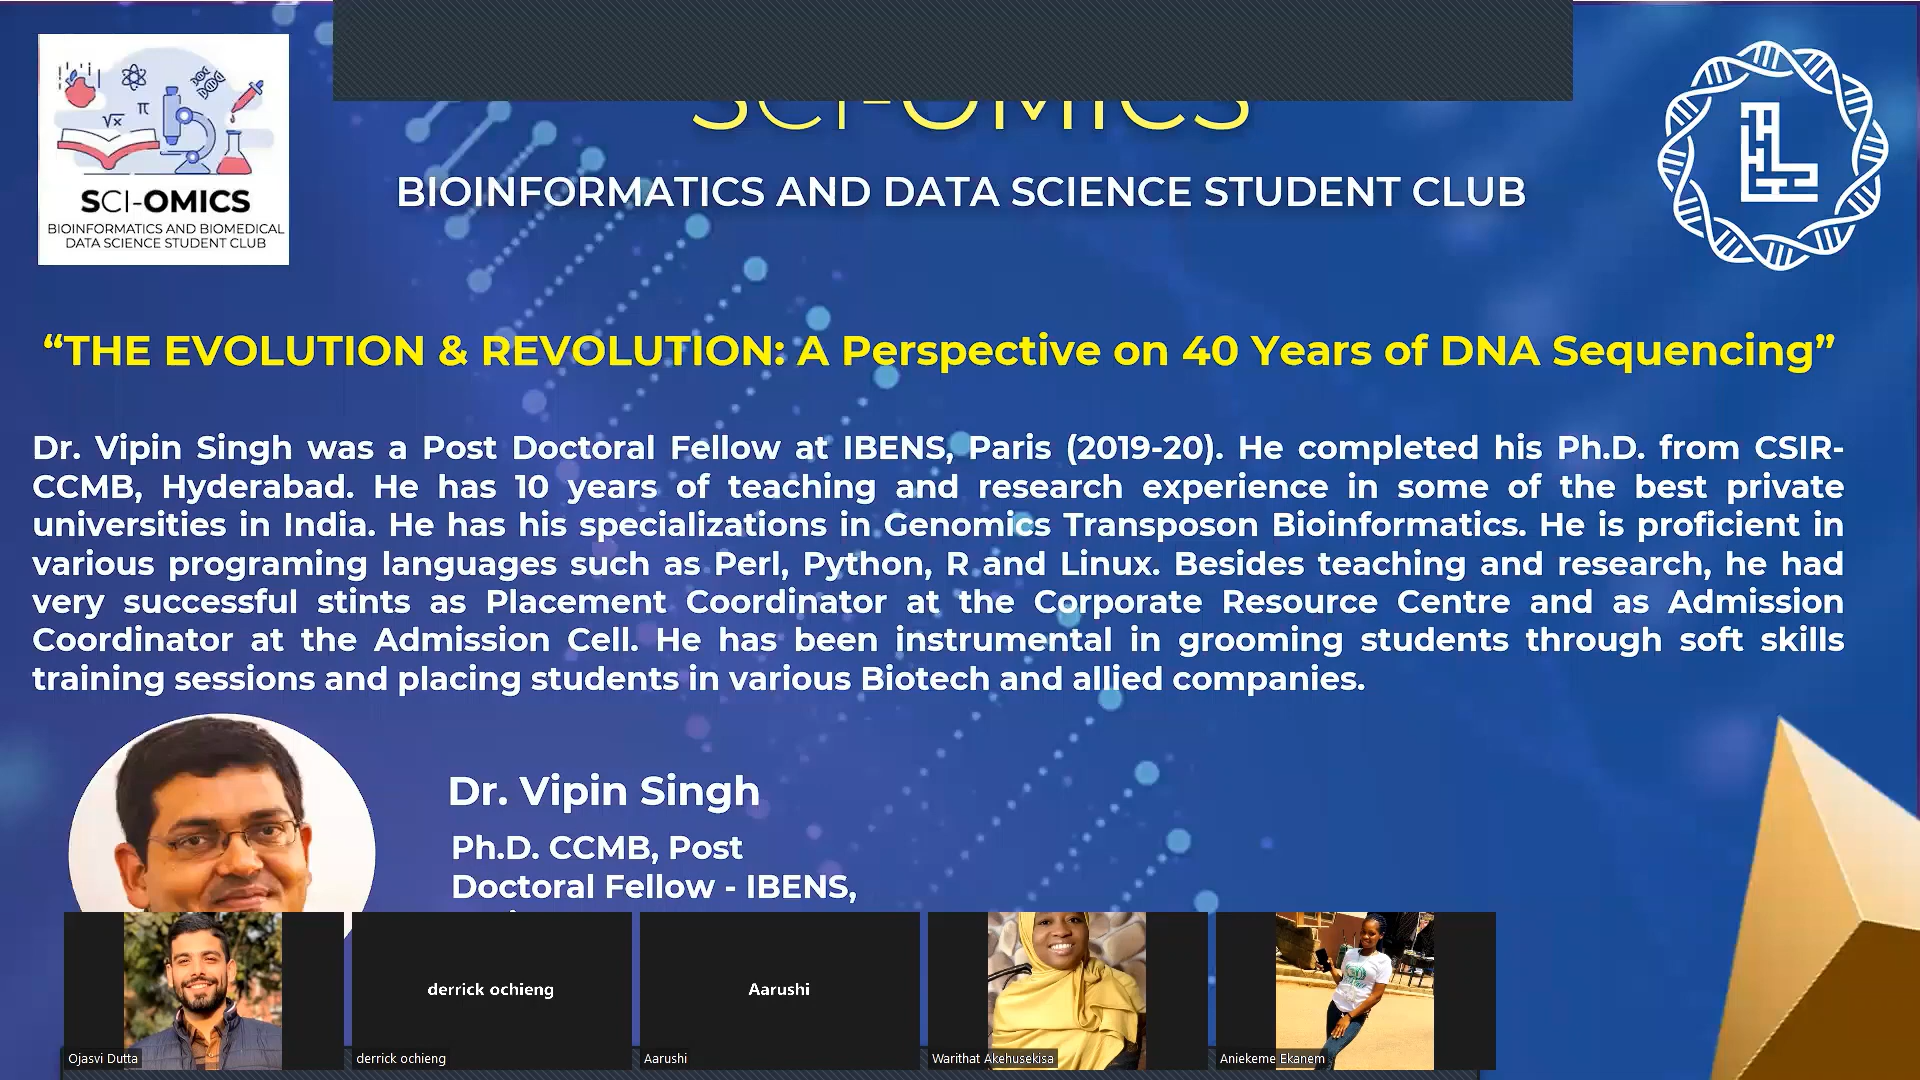 SCI-OMICS
BIOINFORMATICS AND DATA SCIENCE STUDENT CLUB
π
√x
SCI-OMICS
BIOINFORMATICS AND BIOMEDICAL
DATA SCIENCE STUDENT CLUB
“THE EVOLUTION & REVOLUTION: A Perspective on 40 Years of DNA Sequencing”
Dr. Vipin Singh was a Post Doctoral Fellow at IBENS, Paris (2019-20). He completed his Ph.D. from CSIR-
CCMB, Hyderabad. He has 10 years of teaching and research experience in some of the best private
universities in India. He has his specializations in Genomics Transposon Bioinformatics. He is proficient in
various programing languages such as Perl, Python, R and Linux. Besides teaching and research, he had
very successful stints as Placement Coordinator at the Corporate Resource Centre and as Admission
Coordinator at the Admission Cell. He has been instrumental in grooming students through soft skills
training sessions and placing students in various Biotech and allied companies.
Dr. Vipin Singh
Ph.D. CCMB, Post
Doctoral Fellow - IBENS,
derrick ochieng
Aarushi
Ojasvi Dutta
derrick ochieng
Aarushi
Warithat Akehusekisa
Aniekeme Ekanem